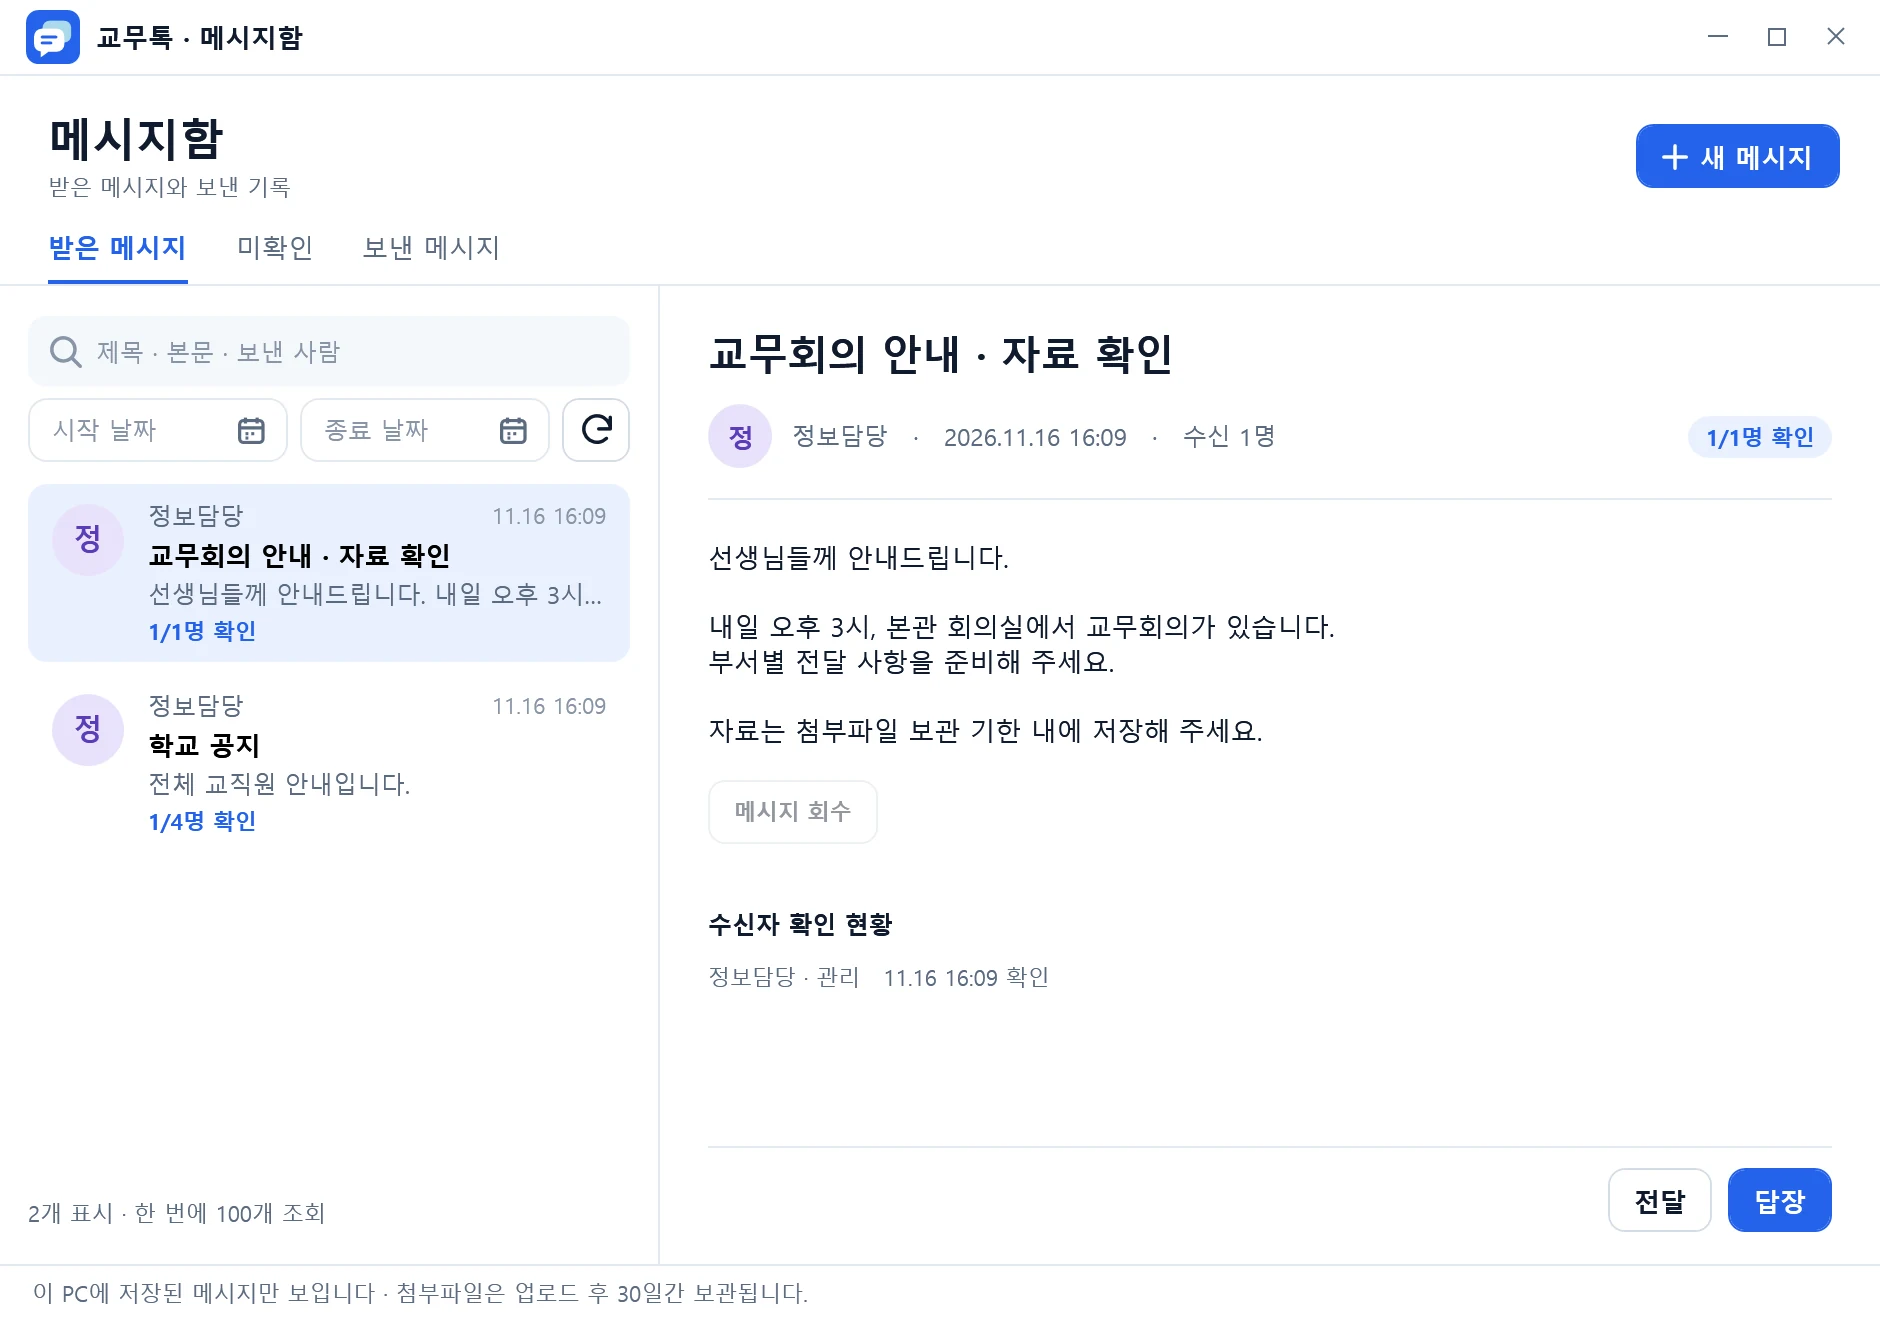 교무톡 · 메시지함
메시지함
받은 메시지와 보낸 기록
새 메시지
받은 메시지
미확인
보낸 메시지
제목 · 본문 · 보낸 사람
시작 날짜
종료 날짜
정
정보담당
11.16 16:09
교무회의 안내 · 자료 확인
선생님들께 안내드립니다. 내일 오후 3시...
1/1명 확인
정
정보담당
11.16 16:09
학교 공지
전체 교직원 안내입니다.
1/4명 확인
2개 표시 · 한 번에 100개 조회
교무회의 안내 · 자료 확인
정
정보담당 · 2026.11.16 16:09 · 수신 1명
1/1명 확인
선생님들께 안내드립니다.
내일 오후 3시, 본관 회의실에서 교무회의가 있습니다.
부서별 전달 사항을 준비해 주세요.
자료는 첨부파일 보관 기한 내에 저장해 주세요.
메시지 회수
수신자 확인 현황
정보담당 · 관리 11.16 16:09 확인
전달
답장
이 PC에 저장된 메시지만 보입니다 · 첨부파일은 업로드 후 30일간 보관됩니다.